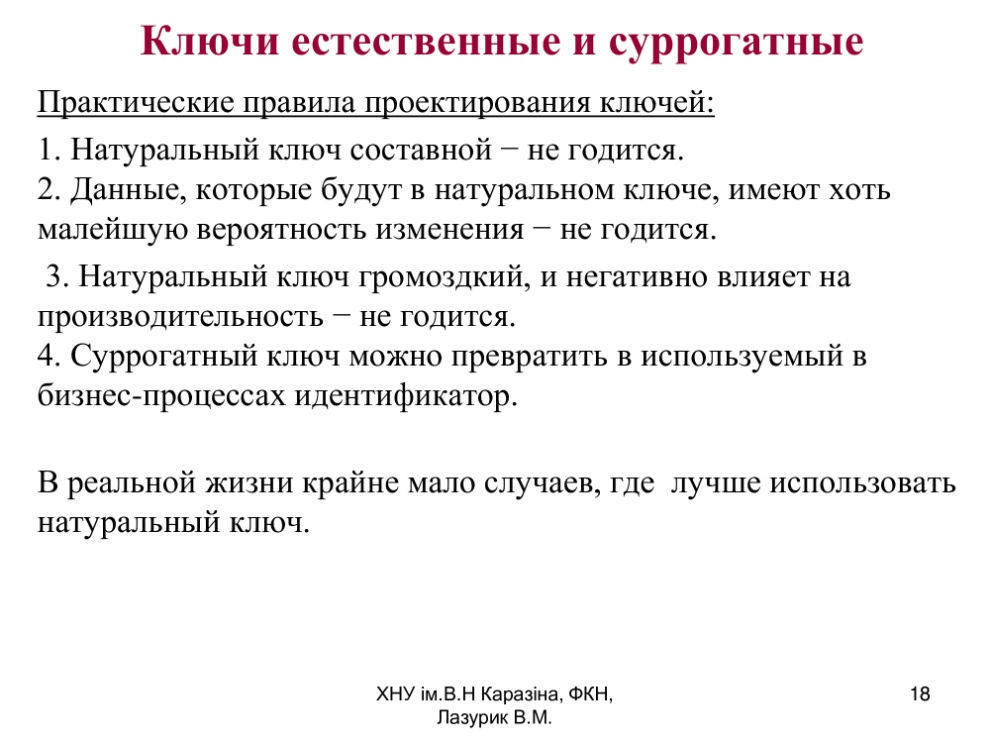 Ключи естественные и суррогатные
Практические правила проектирования ключей:
1. Натуральный ключ составной − не годится.
2. Данные, которые будут в натуральном ключе, имеют хоть
малейшую вероятность изменения − не годится.
3. Натуральный ключ громоздкий, и негативно влияет на
производительность − не годится.
4. Суррогатный ключ можно превратить в используемый в
бизнес-процессах идентификатор.
В реальной жизни крайне мало случаев, где  лучше использовать
натуральный ключ.
ХНУ ім.В.Н Каразіна, ФКН,
Лазурик В.М.
18